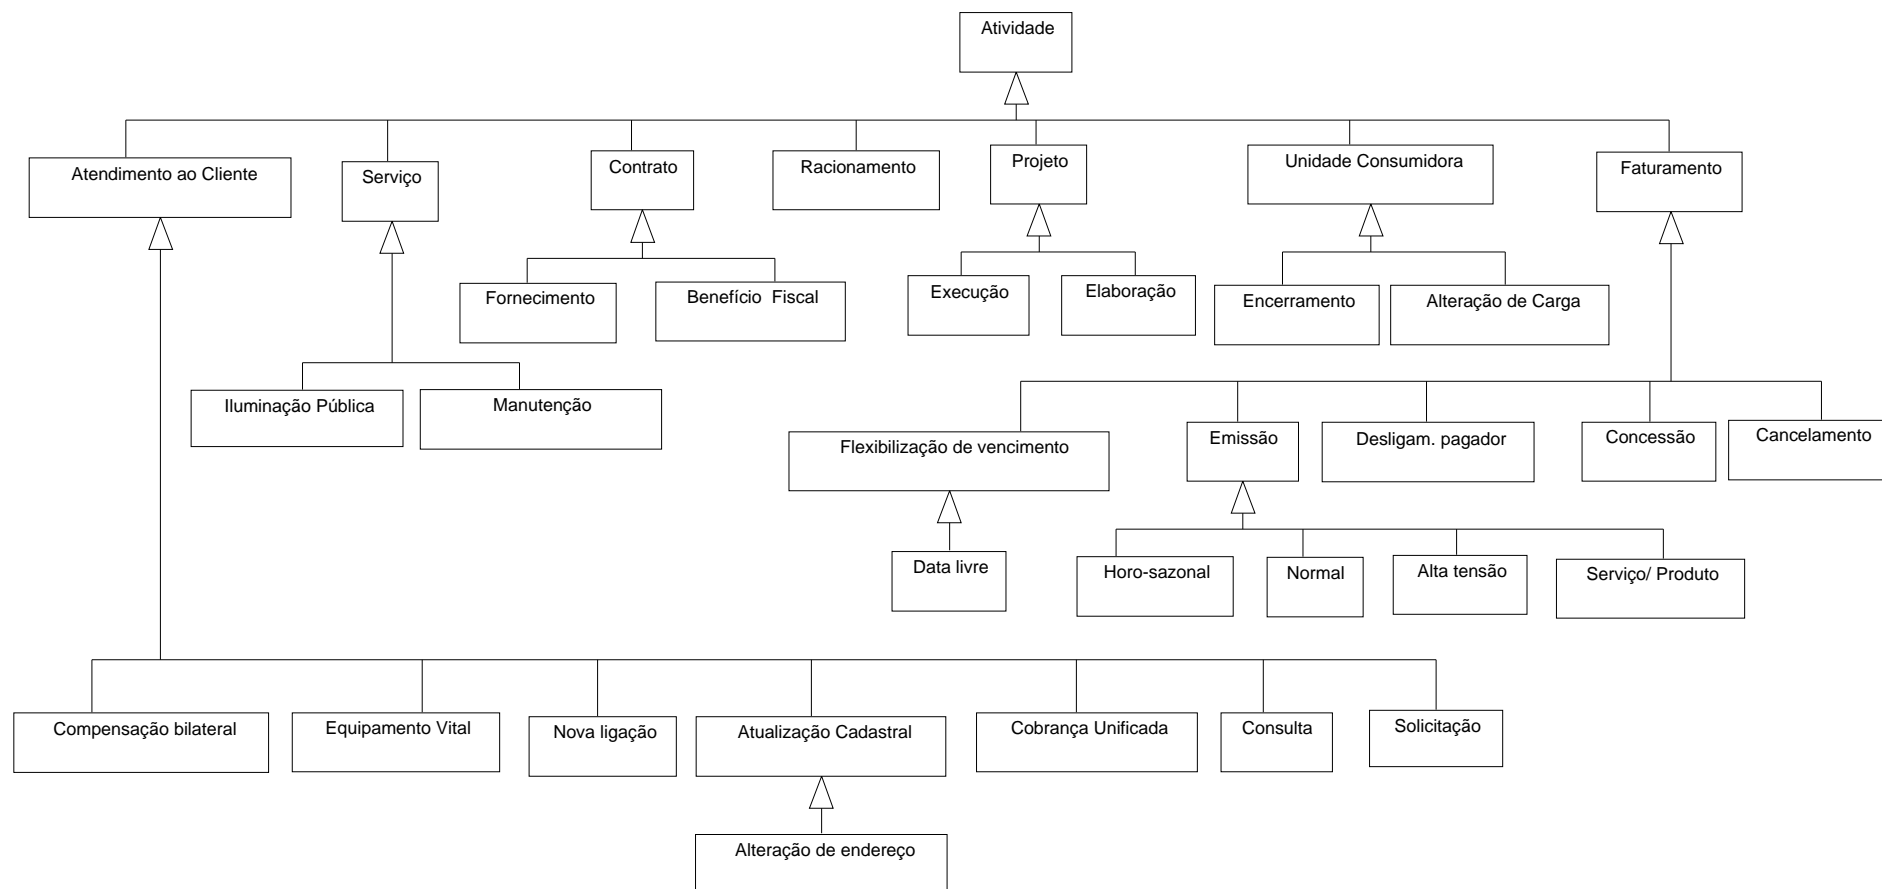 Atividade
Atendimento ao Cliente
Serviço
Contrato
Racionamento
Projeto
Unidade Consumidora
Faturamento
Fornecimento
Benefício Fiscal
Execução
Elaboração
Encerramento
Alteração de Carga
Iluminação Pública
Manutenção
Flexibilização de vencimento
Emissão
Desligam. pagador
Concessão
Cancelamento
Data livre
Horo-sazonal
Normal
Alta tensão
Serviço/ Produto
Compensação bilateral
Equipamento Vital
Nova ligação
Atualização Cadastral
Cobrança Unificada
Consulta
Solicitação
Alteração de endereço